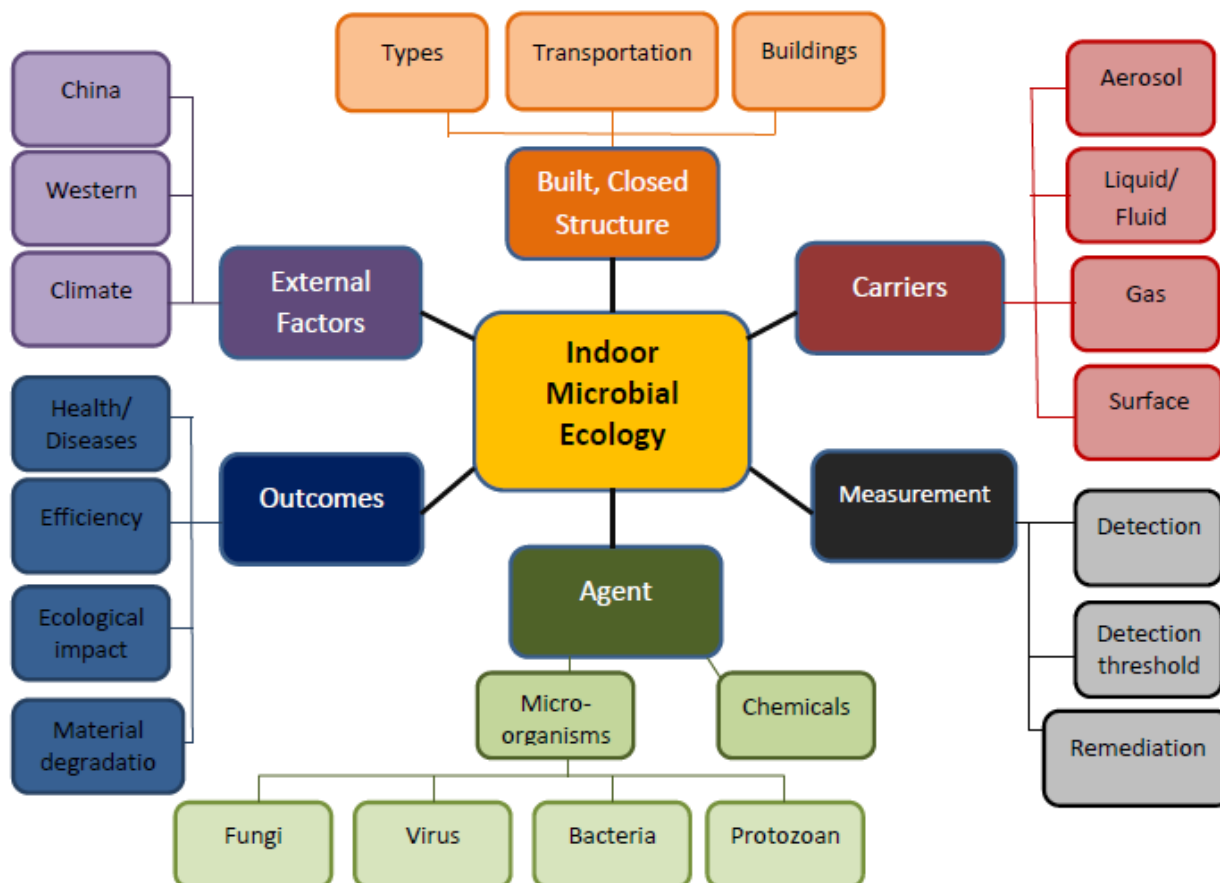 Types
Transportation
Buildings
China
Western
Climate
External
Factors
Built, Closed
Structure
Carriers
Aerosol
Liquid/
Fluid
Gas
Surface
Indoor
Microbial
Ecology
Health/
Diseases
Efficiency
Ecological
impact
Material
degradatio
Outcomes
Measurement
Detection
Detection
threshold
Remediation
Agent
Micro-
organisms
Chemicals
Fungi
Virus
Bacteria
Protozoan